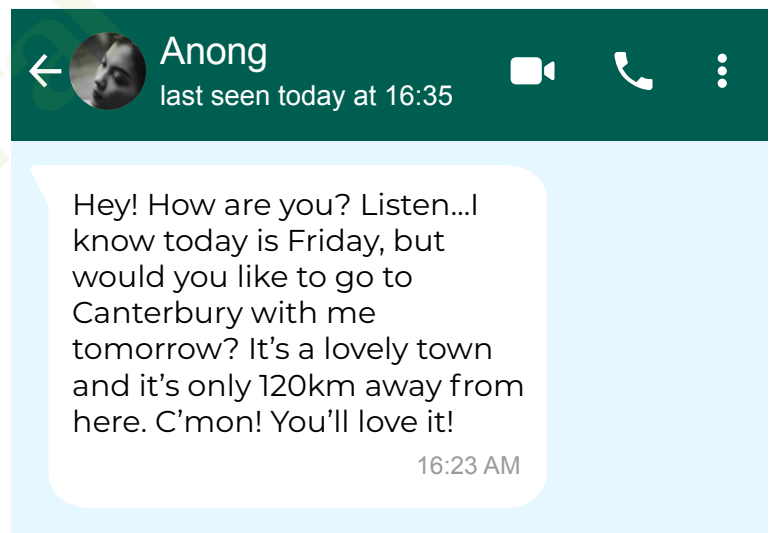 Anong
last seen today at 16:35
Hey! How are you? Listen...I
know today is Friday, but
would you like to go to
Canterbury with me
tomorrow? It's a lovely town
and it's only 120km away from
here. C'mon! You'll love it!
16:23 AM